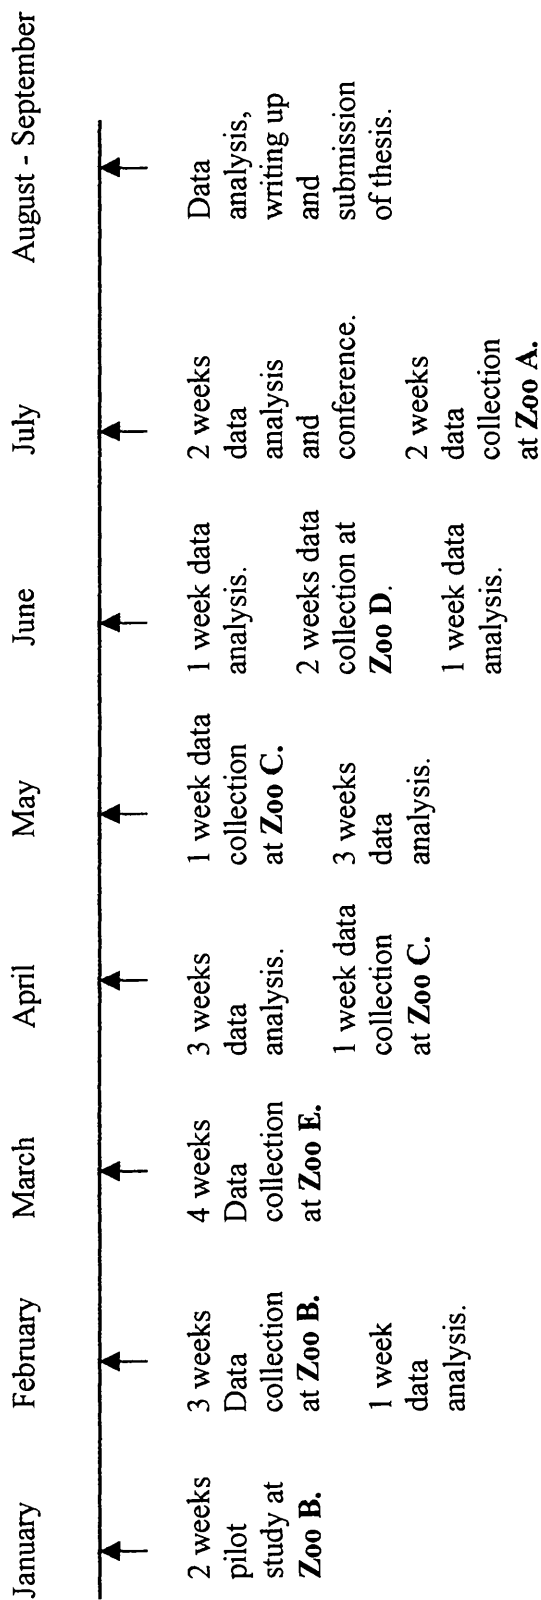 January
2 weeks
pilot
study at
Zoo B.
February
3 weeks
Data
collection
at Zoo B.
1 week
data
analysis.
March
4 weeks
Data
collection
at Zoo E.
April
3 weeks
data
analysis.
1 week data
collection
at Zoo C.
May
1 week data
collection
at Zoo C.
3 weeks
data
analysis.
June
1 week data
analysis.
2 weeks data
collection at
Zoo D.
1 week data
analysis.
July
2 weeks
data
analysis
and
conference.
2 weeks
data
collection
at Zoo A.
August - September
Data
analysis,
writing up
and
submission
of thesis.